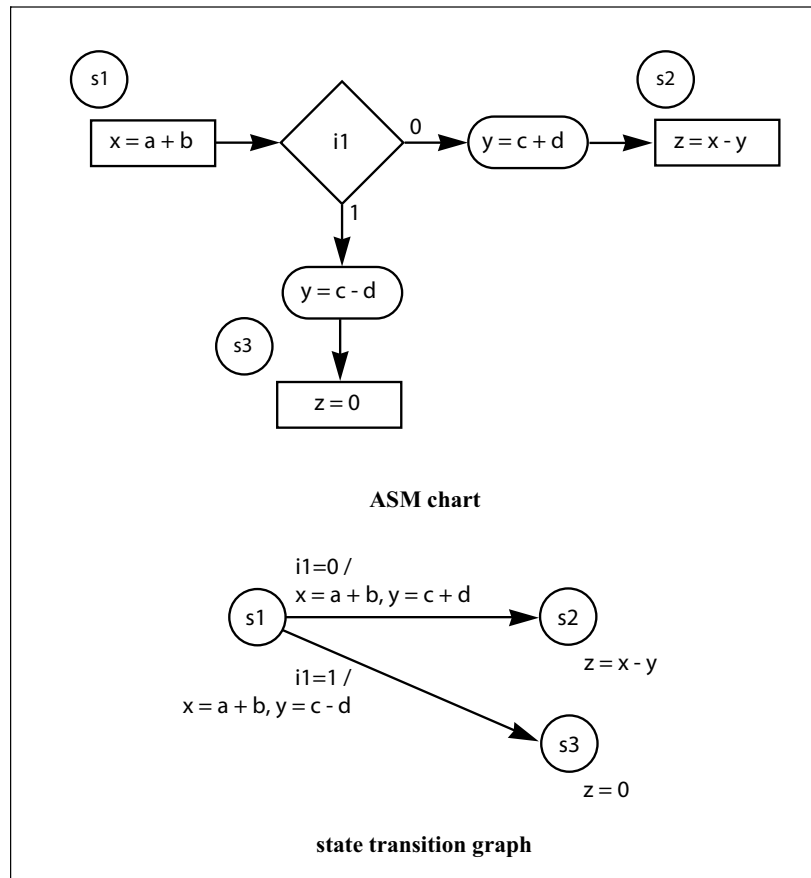 s1
s2
x = a + b
i1
0
y = c + d
z = x - y
1
y = c - d
s3
z = 0
ASM chart
i1=0 /
x = a + b, y = c + d
s1
s2
i1=1 /
x = a + b, y = c - d
z = x - y
s3
z = 0
state transition graph